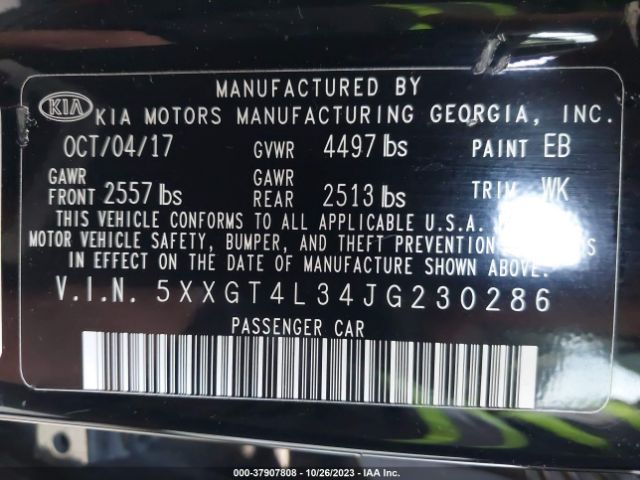 MANUFACTURED BY
KIA KIA MOTORS MANUFACTURING GEORGIA, INC.
OCT/04/17 GVWR 4497 lbs PAINT EB
GAWR FRONT 2557 lbs GAWR REAR 2513 lbs TRIM WK
THIS VEHICLE CONFORMS TO ALL APPLICABLE U.S.A.
MOTOR VEHICLE SAFETY, BUMPER, AND THEFT PREVENTION
IN EFFECT ON THE DATE OF MANUFACTURE SHOWN ABOVE.
V.I.N. 5XXGT4L34JG230286
PASSENGER CAR
000-37907808 - 10/26/2023 - IAA Inc.